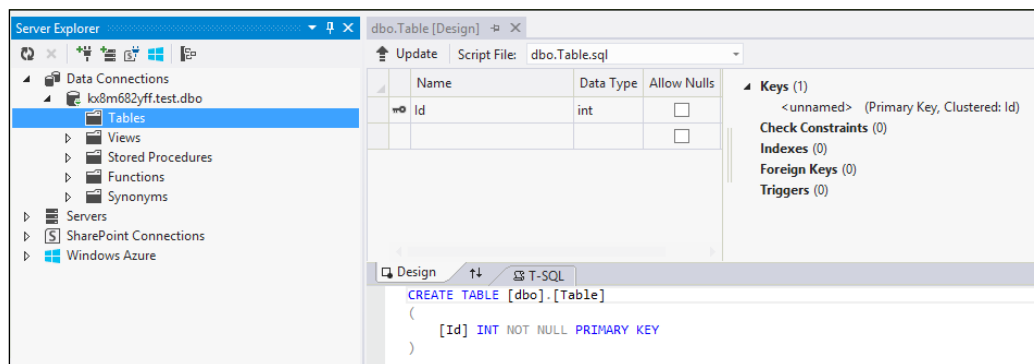 Server Explorer
Data Connections
kx8m682yff.test.dbo
Tables
Views
Stored Procedures
Functions
Synonyms
Servers
SharePoint Connections
Windows Azure
dbo.Table [Design]
Update Script File: dbo.Table.sql
Name Data Type Allow Nulls
Id int
Keys (1)
<unnamed> (Primary Key, Clustered: Id)
Check Constraints (0)
Indexes (0)
Foreign Keys (0)
Triggers (0)
Design T-SQL
CREATE TABLE [dbo].[Table]
(
[Id] INT NOT NULL PRIMARY KEY
)